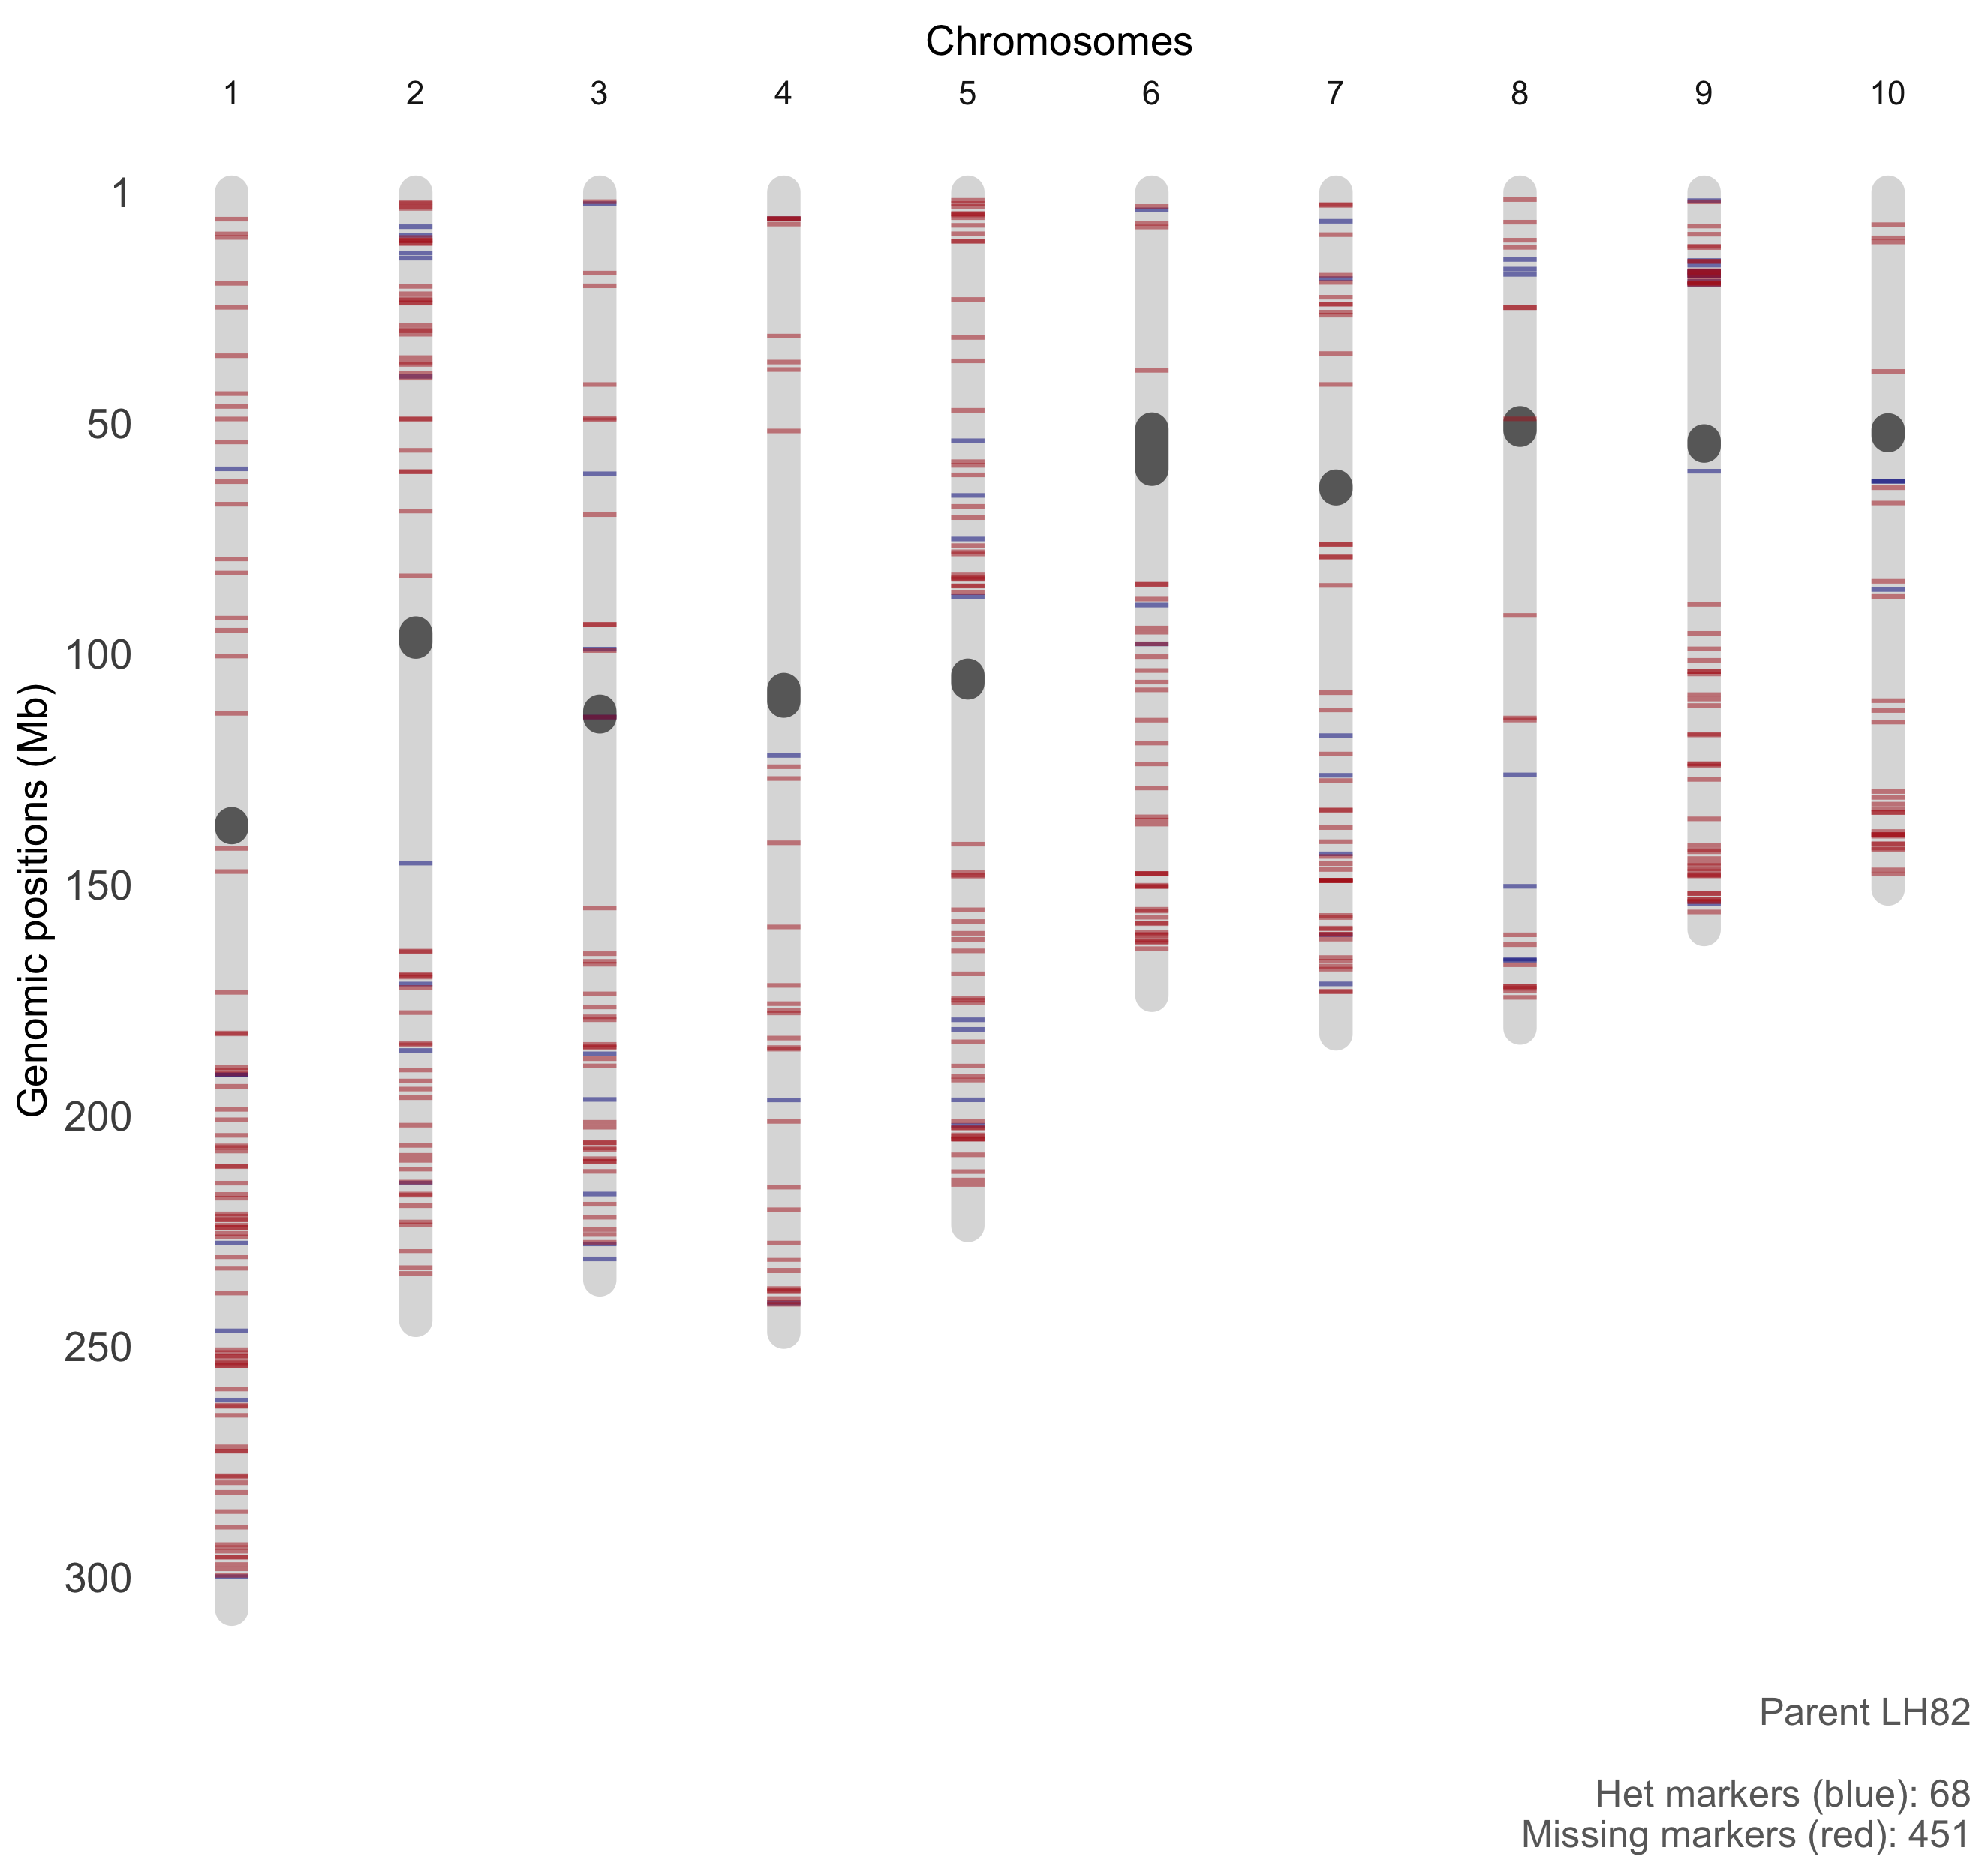 Chromosomes
1 2 3 4 5 6 7 8 9 10
1
50
100
150
200
250
300
Genomic positions (Mb)
Parent LH82
Het markers (blue): 68
Missing markers (red): 451